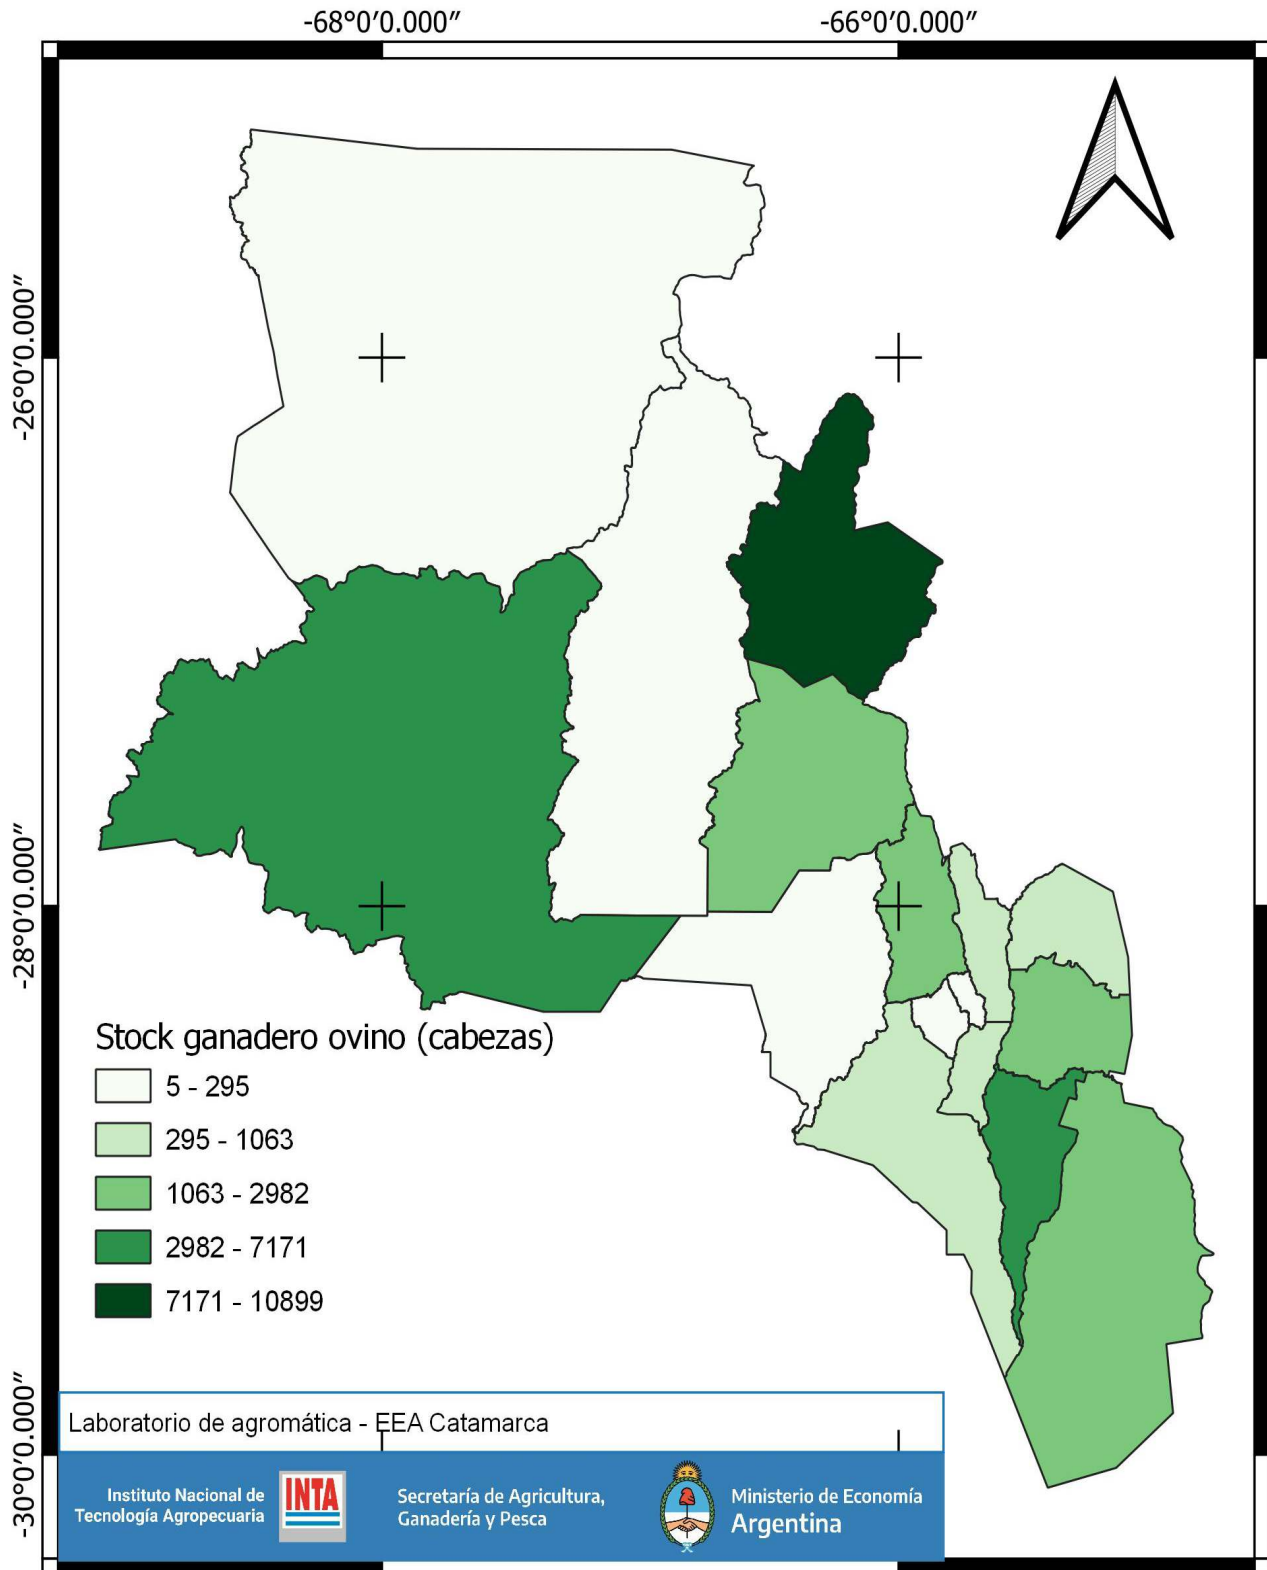 -68°0'0.000″
-66°0'0.000″
-26°0'0.000″
-28°0'0.000″
-30°0'0.000″
Stock ganadero ovino (cabezas)
5 - 295
295 - 1063
1063 - 2982
2982 - 7171
7171 - 10899
Laboratorio de agromática - EEA Catamarca
Instituto Nacional de
Tecnología Agropecuaria
INTA
Secretaría de Agricultura,
Ganadería y Pesca
Ministerio de Economía
Argentina